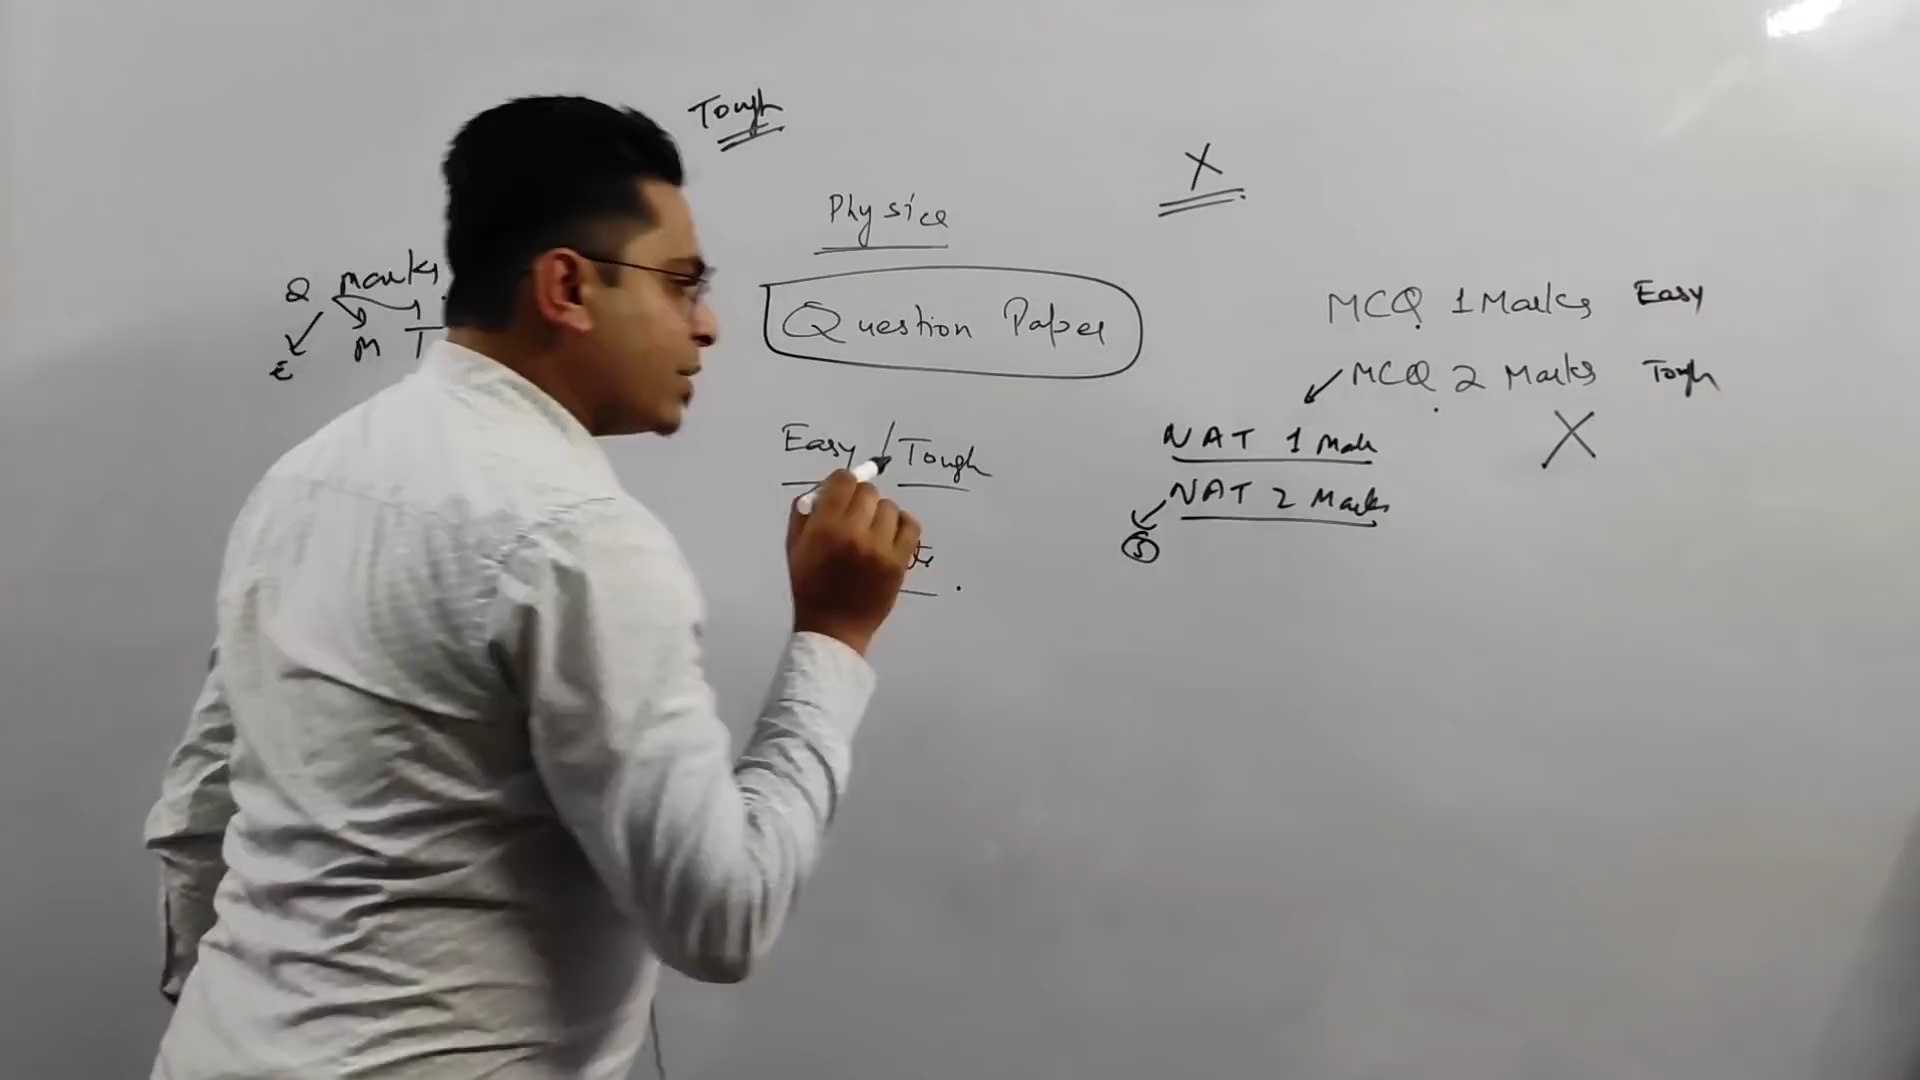 Tough
X
Physics
Q marks
E M T
Question Paper
MCQ 1 Marks Easy
MCQ 2 Marks Tough
X
Easy / Tough
NAT 1 Mark
NAT 2 Marks
5